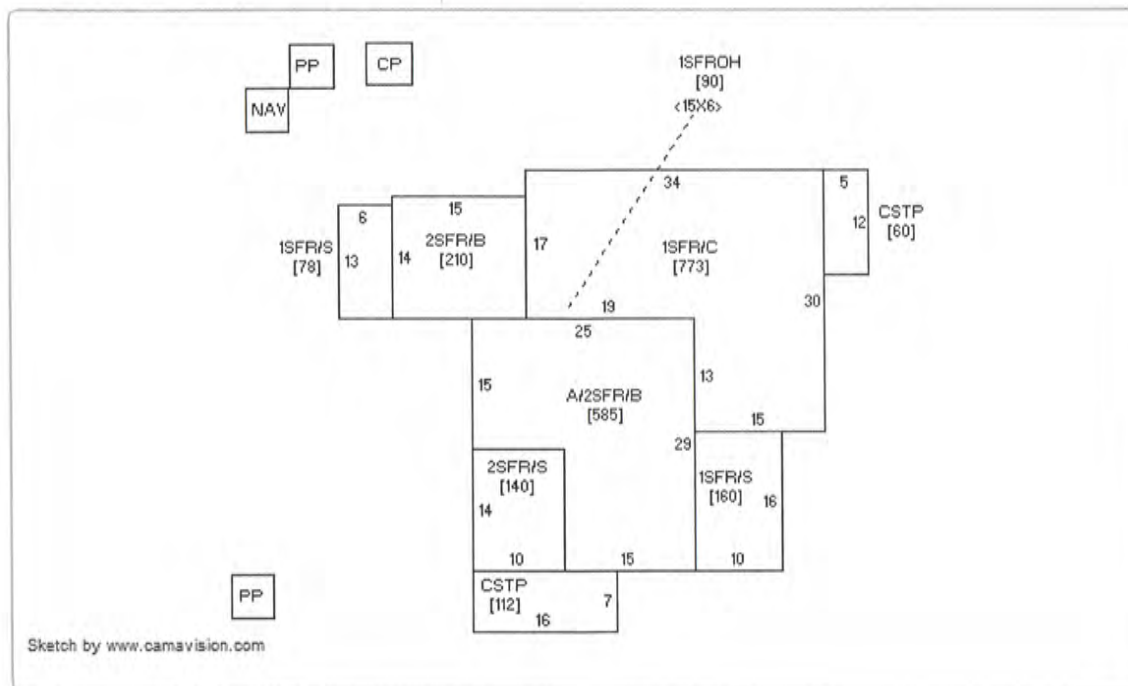 PP
CP
NAV
1SFROH
[90]
<15X6>
34
5
12
CSTP
[60]
6
15
1SFR/S
[78]
13
14
2SFR/B
[210]
17
1SFR/C
[773]
30
19
25
15
A/2SFR/B
[585]
13
15
29
2SFR/S
[140]
14
10
15
1SFR/S
[160]
16
10
CSTP
[112]
7
16
PP
Sketch by www.camavision.com